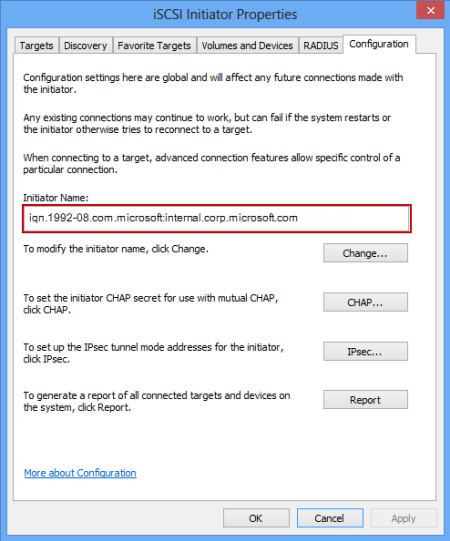 iSCSI Initiator Properties
Targets Discovery Favorite Targets Volumes and Devices RADIUS Configuration
Configuration settings here are global and will affect any future connections made with
the initiator.
Any existing connections may continue to work, but can fail if the system restarts or
the initiator otherwise tries to reconnect to a target.
When connecting to a target, advanced connection features allow specific control of a
particular connection.
Initiator Name:
iqn.1992-08.com.microsoft:internal.corp.microsoft.com
To modify the initiator name, click Change.
Change...
To set the initiator CHAP secret for use with mutual CHAP,
click CHAP.
CHAP...
To set up the IPsec tunnel mode addresses for the initiator,
click IPsec.
IPsec...
To generate a report of all connected targets and devices on
the system, click Report.
Report
More about Configuration
OK Cancel Apply